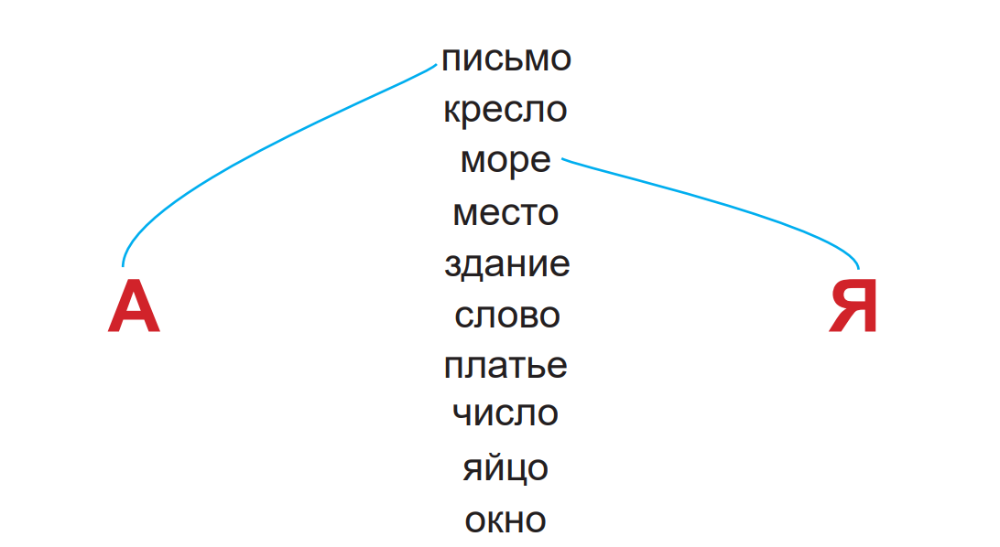 письмо
кресло
море
место
здание
А
Я
слово
платье
число
яйцо
окно